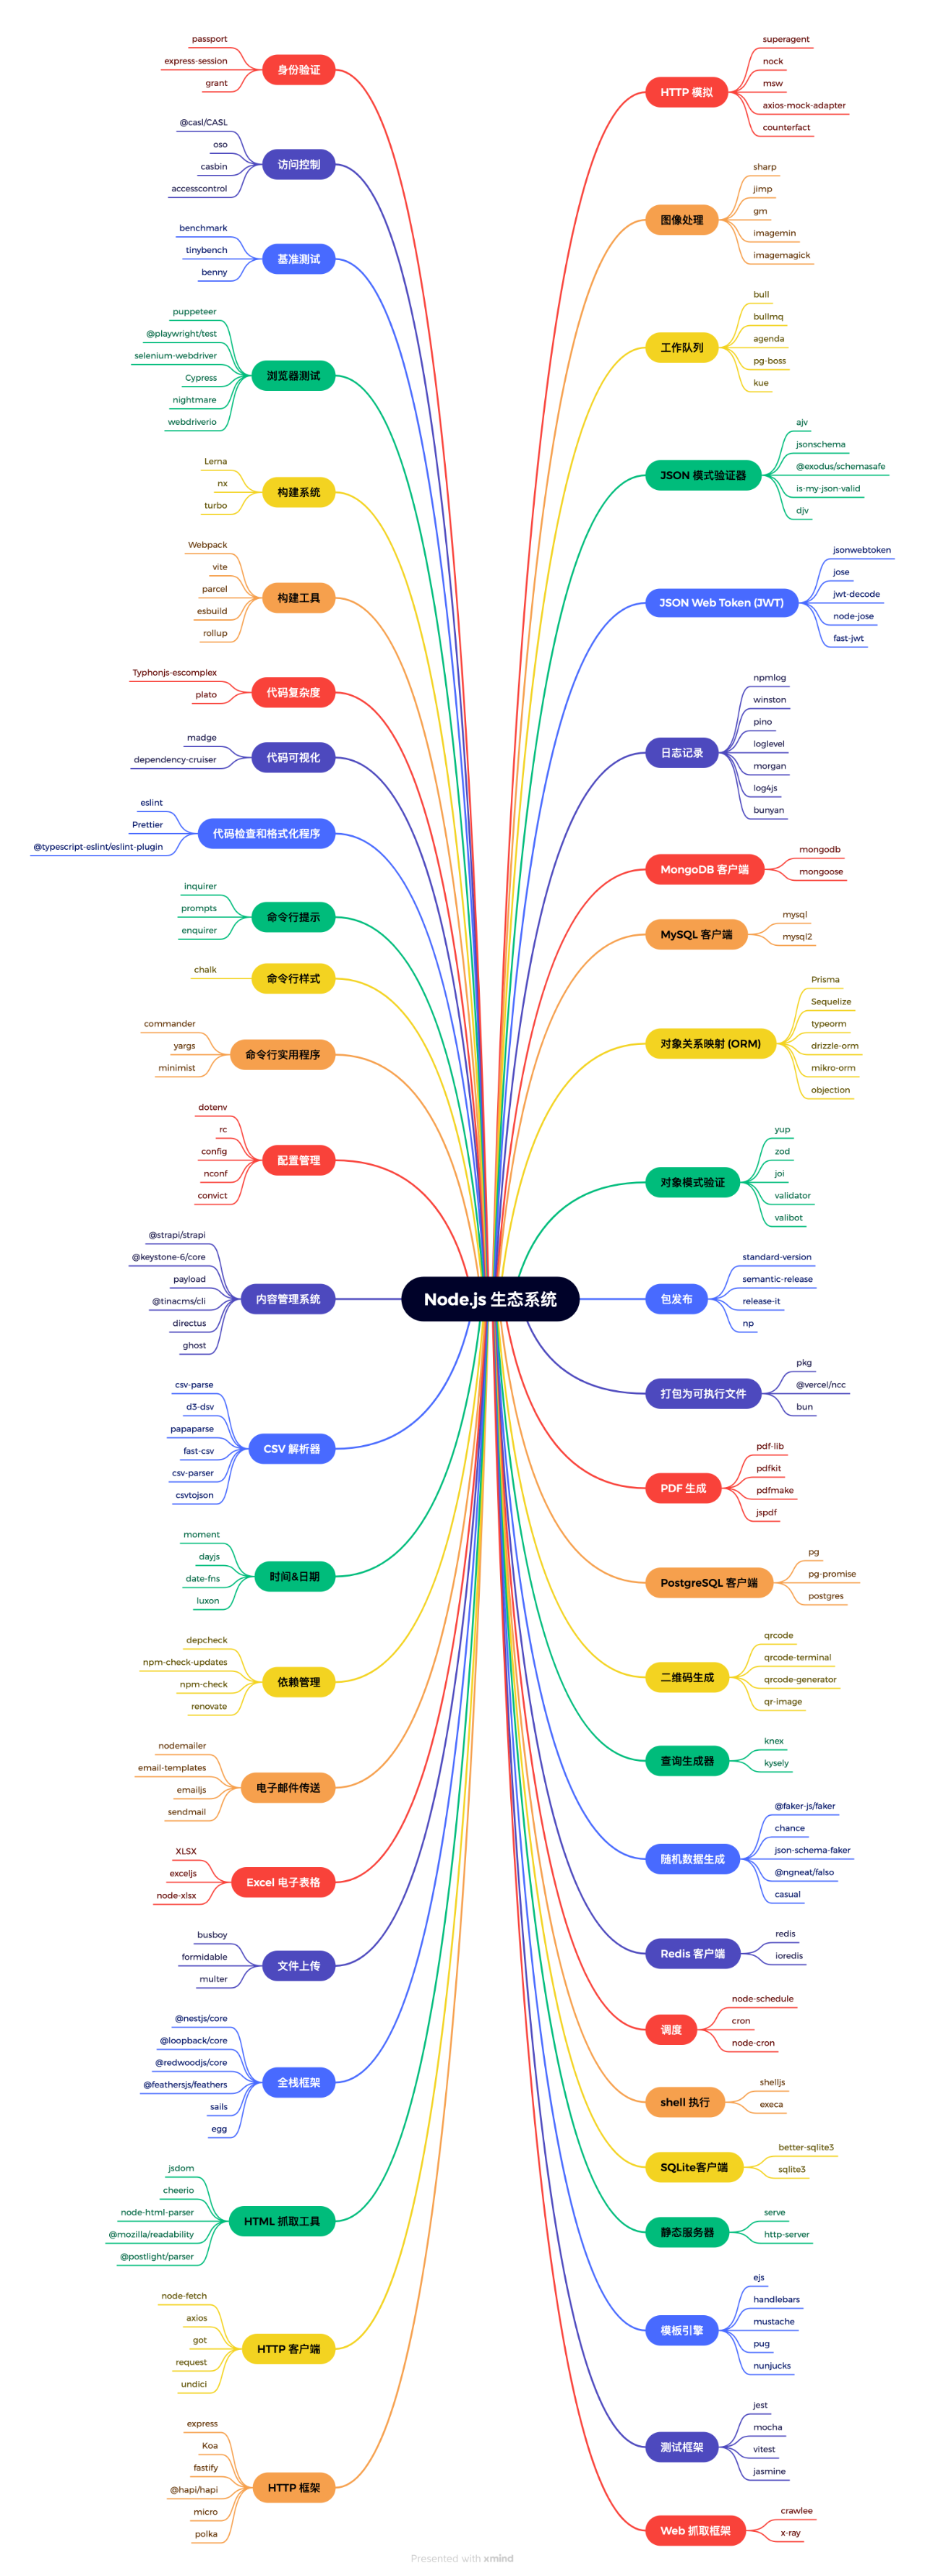 Node.js 生态系统
身份验证
passport
express-session
grant
访问控制
@casl/CASL
oso
casbin
accesscontrol
基准测试
benchmark
tinybench
benny
浏览器测试
puppeteer
@playwright/test
selenium-webdriver
Cypress
nightmare
webdriverio
构建系统
Lerna
nx
turbo
构建工具
Webpack
vite
parcel
esbuild
rollup
代码复杂度
Typhonjs-escomplex
plato
代码可视化
madge
dependency-cruiser
代码检查和格式化程序
eslint
Prettier
@typescript-eslint/eslint-plugin
命令行提示
inquirer
prompts
enquirer
命令行样式
chalk
命令行实用程序
commander
yargs
minimist
配置管理
dotenv
rc
config
nconf
convict
内容管理系统
@strapi/strapi
@keystone-6/core
payload
@tinacms/cli
directus
ghost
CSV 解析器
csv-parse
d3-dsv
papaparse
fast-csv
csv-parser
csvtojson
时间&日期
moment
dayjs
date-fns
luxon
依赖管理
depcheck
npm-check-updates
npm-check
renovate
电子邮件传送
nodemailer
email-templates
emailjs
sendmail
Excel 电子表格
XLSX
exceljs
node-xlsx
文件上传
busboy
formidable
multer
全栈框架
@nestjs/core
@loopback/core
@redwoodjs/core
@feathersjs/feathers
sails
egg
HTML 抓取工具
jsdom
cheerio
node-html-parser
@mozilla/readability
@postlight/parser
HTTP 客户端
node-fetch
axios
got
request
undici
HTTP 框架
express
Koa
fastify
@hapi/hapi
micro
polka
HTTP 模拟
superagent
nock
msw
axios-mock-adapter
counterfact
图像处理
sharp
jimp
gm
imagemin
imagemagick
工作队列
bull
bullmq
agenda
pg-boss
kue
JSON 模式验证器
ajv
jsonschema
@exodus/schemasafe
is-my-json-valid
djv
JSON Web Token (JWT)
jsonwebtoken
jose
jwt-decode
node-jose
fast-jwt
日志记录
npmlog
winston
pino
loglevel
morgan
log4js
bunyan
MongoDB 客户端
mongodb
mongoose
MySQL 客户端
mysql
mysql2
对象关系映射 (ORM)
Prisma
Sequelize
typeorm
drizzle-orm
mikro-orm
objection
对象模式验证
yup
zod
joi
validator
valibot
包发布
standard-version
semantic-release
release-it
np
打包为可执行文件
pkg
@vercel/ncc
bun
PDF 生成
pdf-lib
pdfkit
pdfmake
jspdf
PostgreSQL 客户端
pg
pg-promise
postgres
二维码生成
qrcode
qrcode-terminal
qrcode-generator
qr-image
查询生成器
knex
kysely
随机数据生成
@faker-js/faker
chance
json-schema-faker
@ngneat/falso
casual
Redis 客户端
redis
ioredis
调度
node-schedule
cron
node-cron
shell 执行
shelljs
execa
SQLite客户端
better-sqlite3
sqlite3
静态服务器
serve
http-server
模板引擎
ejs
handlebars
mustache
pug
nunjucks
测试框架
jest
mocha
vitest
jasmine
Web 抓取框架
crawlee
x-ray
Presented with xmind